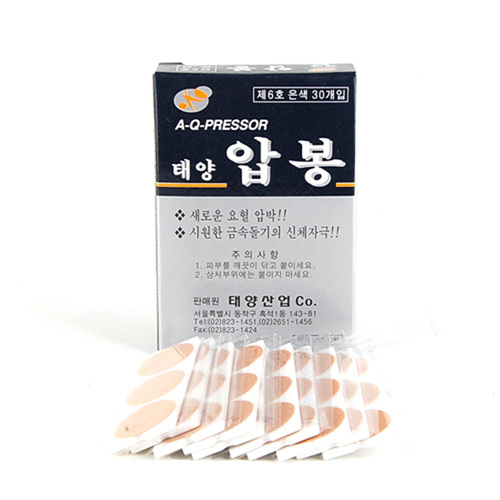 제6호 은색 30개입
A-Q-PRESSOR
태양 압봉
❖ 새로운 요혈 압박!!
❖ 시원한 금속돌기의 신체자극!!
주의사항
1. 피부를 깨끗이 닦고 붙이세요.
2. 상처부위에는 붙이지 마세요.
판매원 태양산업 Co.
서울특별시 동작구 흑석1동 143-81
Tel:(02)823-1451,(02)2651-1456
Fax:(02)823-1424